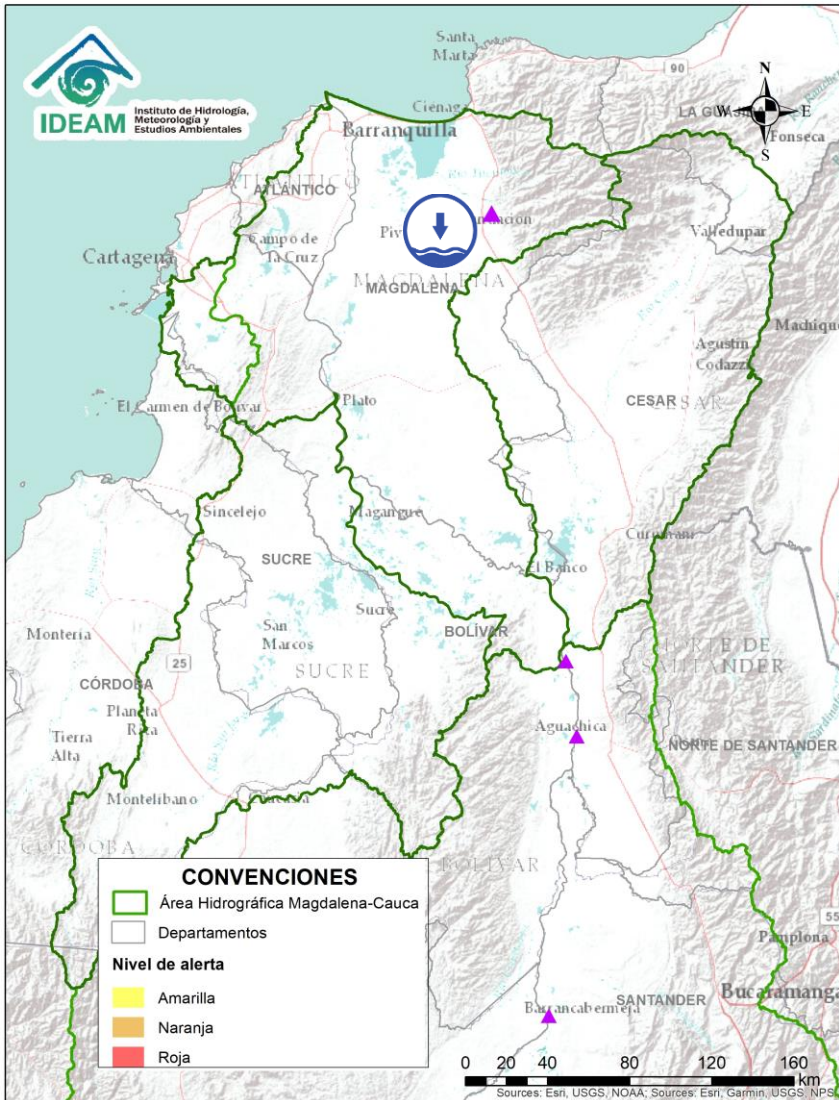 IDEAM
Instituto de Hidrología,
Meteorología y
Estudios Ambientales
Santa
Marta
90
N
W
E
S
Ciénaga
Barranquilla
Fonseca
ATLÁNTICO
ATLÁNTICO
Valledupar
Cartagena
Campo de
la Cruz
MAGDALENA
MAGDALENA
Agustín
Codazzi
CESAR
CESAR
El Carmen de Bolívar
Plato
Sincelejo
Magangué
El Banco
SUCRE
Sucre
San
Marcos
BOLÍVAR
SUCRE
NORTE DE
SANTANDER
Montería
25
CÓRDOBA
Planeta
Rica
Tierra
Alta
Aguachica
NORTE DE SANTANDER
Montelíbano
CÓRDOBA
BOLÍVAR
CONVENCIONES
Área Hidrográfica Magdalena-Cauca
Departamentos
Nivel de alerta
Amarilla
Naranja
Roja
55
Pamplona
Bucaramanga
SANTANDER
Barrancabermeja
0 20 40 80 120 160
km
Sources: Esri, USGS, NOAA; Sources: Esri, Garmin, USGS, NPS